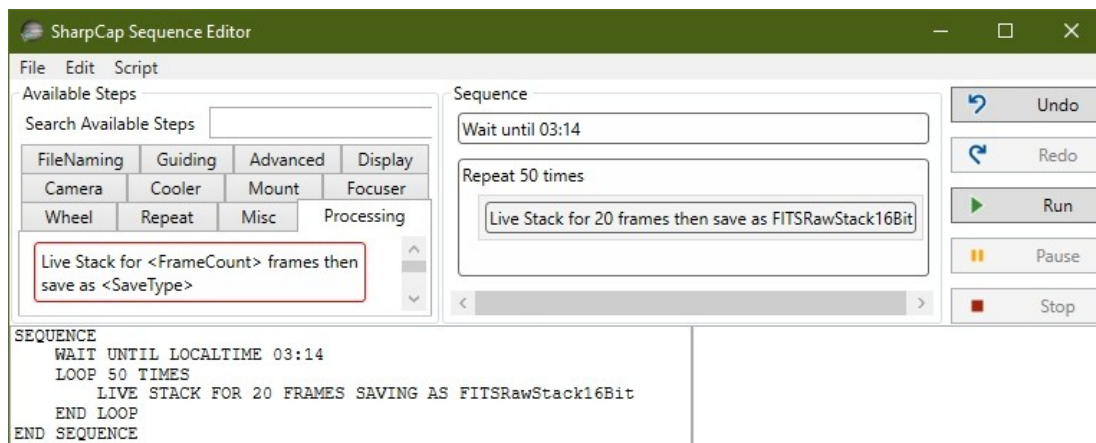 SharpCap Sequence Editor
File Edit Script
Available Steps
Search Available Steps
FileNaming Guiding Advanced Display
Camera Cooler Mount Focuser
Wheel Repeat Misc Processing
Live Stack for <FrameCount> frames then
save as <SaveType>
Sequence
Wait until 03:14
Repeat 50 times
Live Stack for 20 frames then save as FITSRawStack16Bit
Undo
Redo
Run
Pause
Stop
SEQUENCE
    WAIT UNTIL LOCALTIME 03:14
    LOOP 50 TIMES
        LIVE STACK FOR 20 FRAMES SAVING AS FITSRawStack16Bit
    END LOOP
END SEQUENCE